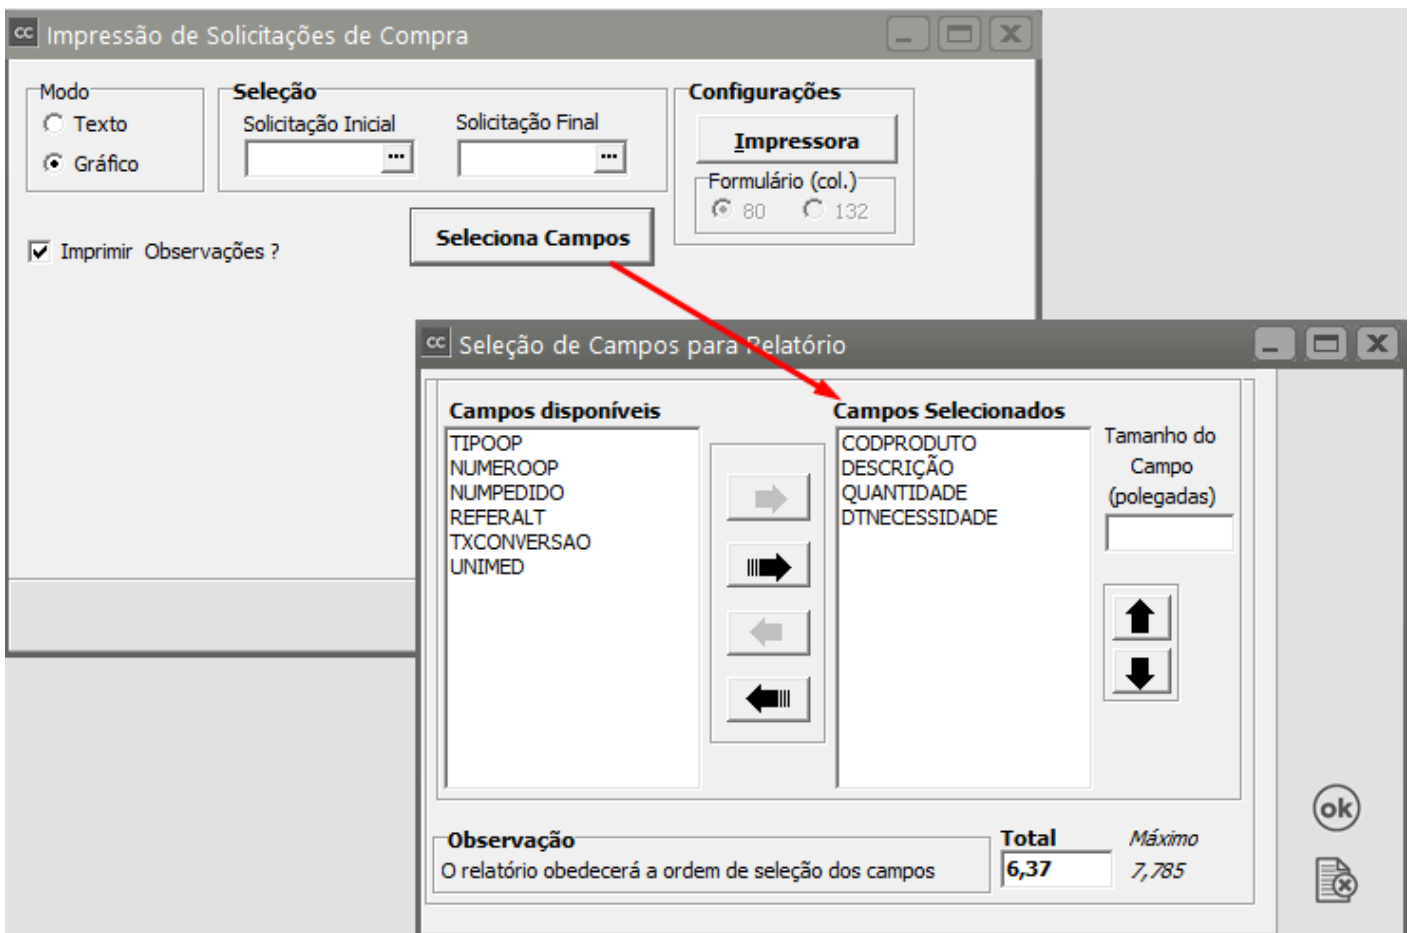 cc Impressão de Solicitações de Compra
Modo
Texto
Gráfico
Seleção
Solicitação Inicial
...
Solicitação Final
...
Configurações
Impressora
Formulário (col.)
80 132
Imprimir Observações ?
Seleciona Campos
cc Seleção de Campos para Relatório
Campos disponíveis
TIPOOP
NUMEROOP
NUMPEDIDO
REFERALT
TXCONVERSAO
UNIMED
Campos Selecionados
CODPRODUTO
DESCRIÇÃO
QUANTIDADE
DTNECESSIDADE
Tamanho do
Campo
(polegadas)
Observação
O relatório obedecerá a ordem de seleção dos campos
Total
6,37
Máximo
7,785
ok